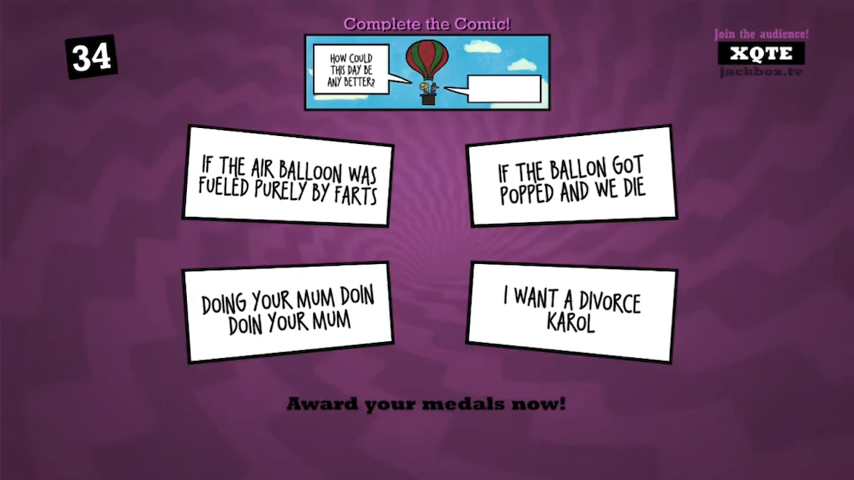 Complete the Comic!
34
HOW COULD
THIS DAY BE
ANY BETTER?
Join the audience!
XQTE
jackbox.tv
IF THE AIR BALLOON WAS
FUELED PURELY BY FARTS
IF THE BALLON GOT
POPPED AND WE DIE
DOING YOUR MUM DOIN
DOIN YOUR MUM
I WANT A DIVORCE
KAROL
Award your medals now!